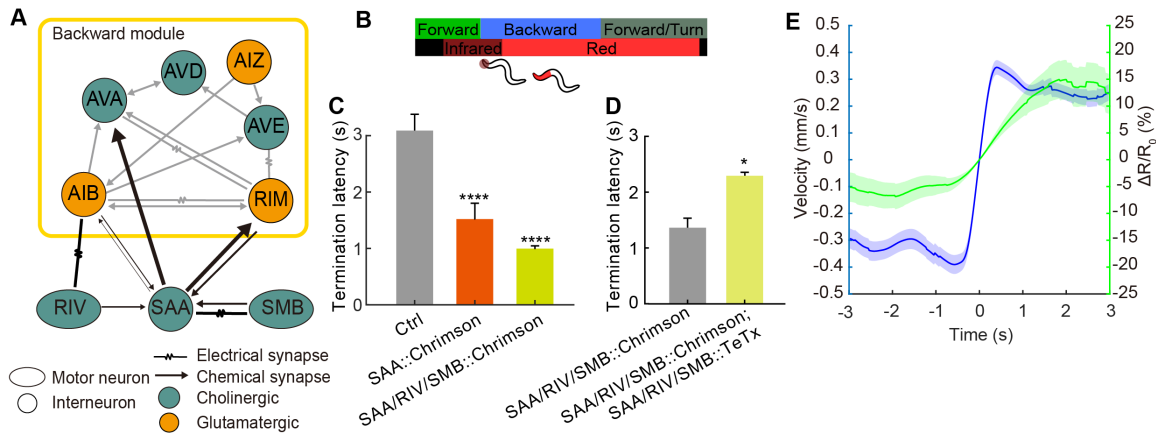 A
Backward module
AIZ
AVD
AVA
AVE
AIB
RIM
RIV
SAA
SMB
Electrical synapse
Motor neuron
Chemical synapse
Interneuron
Cholinergic
Glutamatergic
B
Forward
Backward
Forward/Turn
Infrared
Red
C
Termination latency (s)
3
2
1
0
****
****
Ctrl
SAA::Chrimson
SAA/RIV/SMB::Chrimson
D
Termination latency (s)
3
2
1
0
*
SAA/RIV/SMB::Chrimson
SAA/RIV/SMB::Chrimson;
SAA/RIV/SMB::TeTx
E
Velocity (mm/s)
0.5
0.4
0.3
0.2
0.1
0
-0.1
-0.2
-0.3
-0.4
-0.5
-3
-2
-1
0
1
2
3
Time (s)
25
20
15
10
5
0
-5
-10
-15
-20
-25
ΔR/R0 (%)